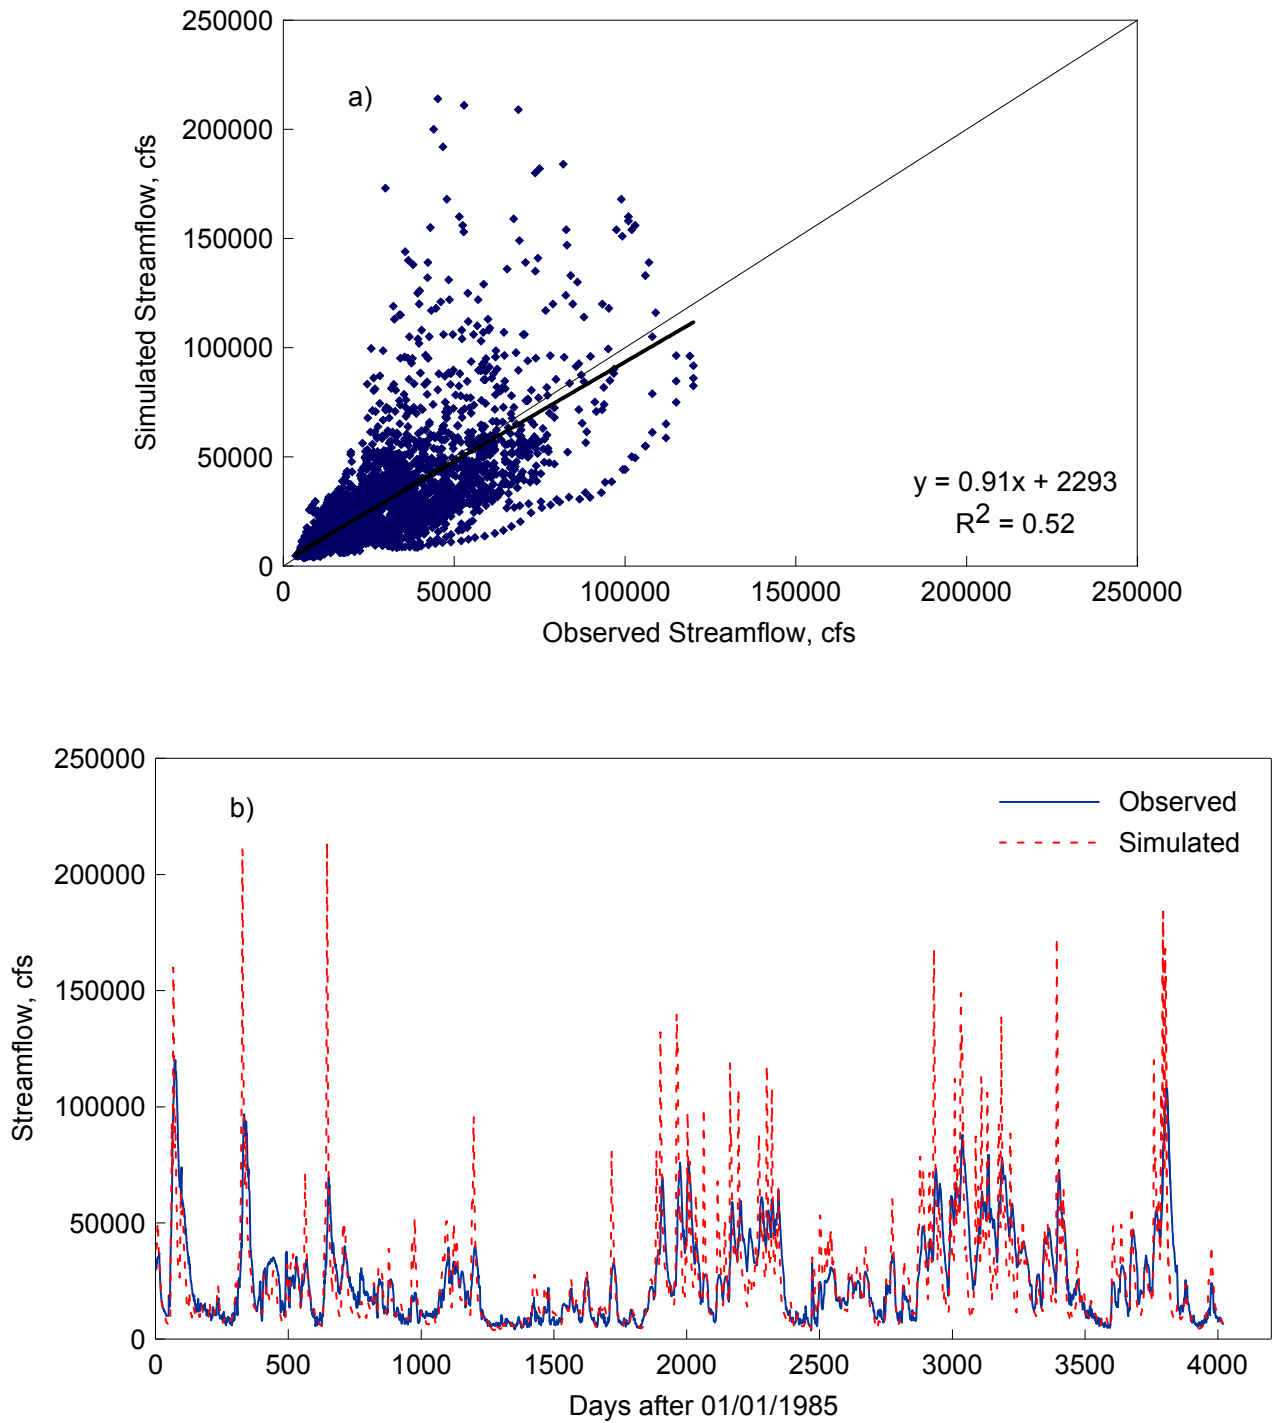 250000
a)
200000
150000
100000
50000
0
Simulated Streamflow, cfs
y = 0.91x + 2293
R² = 0.52
0 50000 100000 150000 200000 250000
Observed Streamflow, cfs
250000
b)
Observed
Simulated
200000
150000
100000
50000
0
Streamflow, cfs
0 500 1000 1500 2000 2500 3000 3500 4000
Days after 01/01/1985